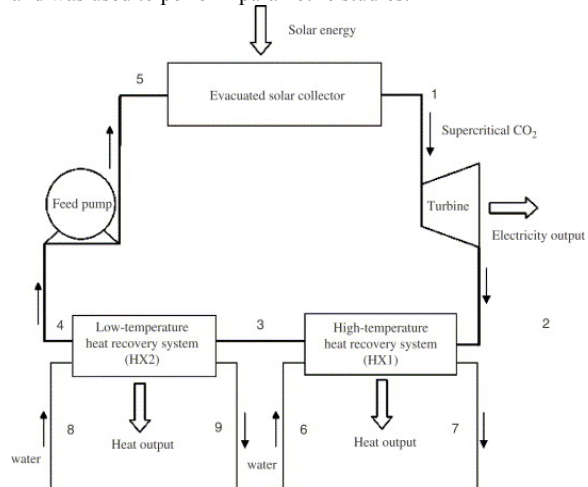 Solar energy
5
Evacuated solar collector
1
Supercritical CO2
Feed pump
Turbine
Electricity output
4
Low-temperature
heat recovery system
(HX2)
3
High-temperature
heat recovery system
(HX1)
2
8
Heat output
9
6
Heat output
7
water
water